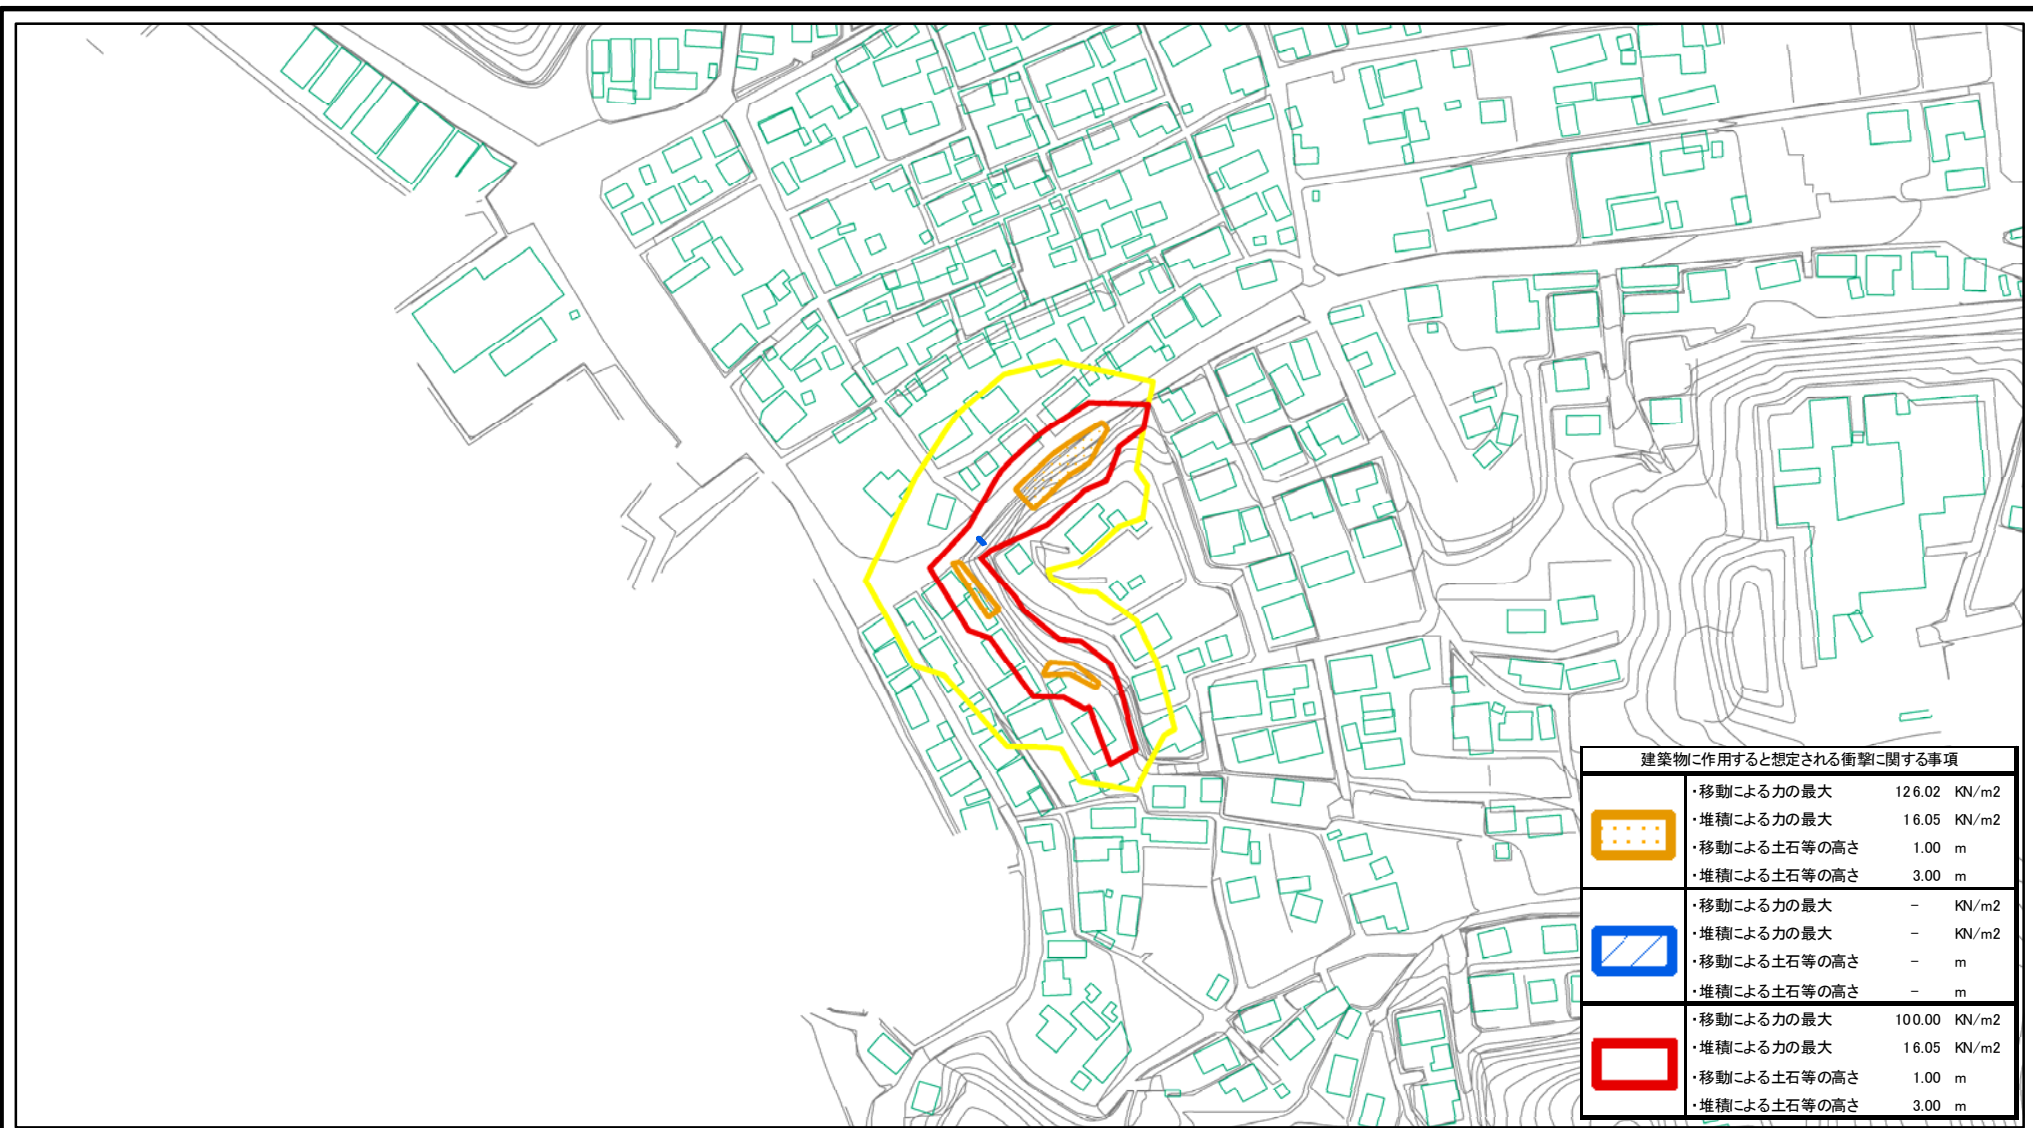 建築物に作用すると想定される衝撃に関する事項
・移動による力の最大 126.02 KN/m2
・堆積による力の最大 16.05 KN/m2
・移動による土石等の高さ 1.00 m
・堆積による土石等の高さ 3.00 m
・移動による力の最大 － KN/m2
・堆積による力の最大 － KN/m2
・移動による土石等の高さ － m
・堆積による土石等の高さ － m
・移動による力の最大 100.00 KN/m2
・堆積による力の最大 16.05 KN/m2
・移動による土石等の高さ 1.00 m
・堆積による土石等の高さ 3.00 m